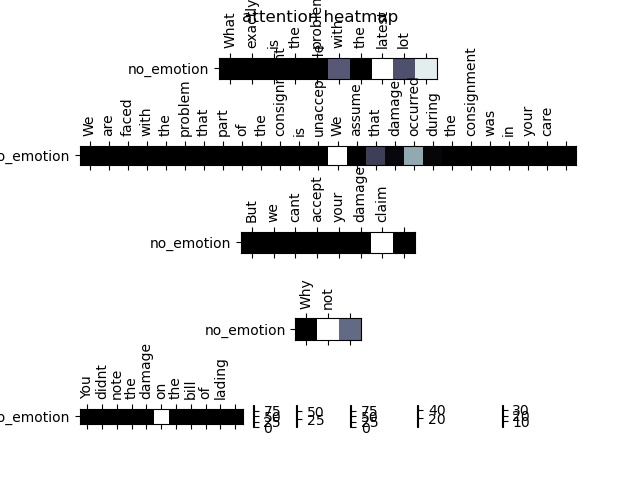 attention heatmap
What exactly is the problem with the latest lot
no_emotion
We are faced with the problem that part of the consignment is We assume that damage occurred during the consignment was in your care
no_emotion
But we cant accept your damage claim
no_emotion
Why not
no_emotion
You didnt note the damage on the bill of lading
no_emotion
75 50 25 0
50 25
75 50 25 0
40 20
30 20 10